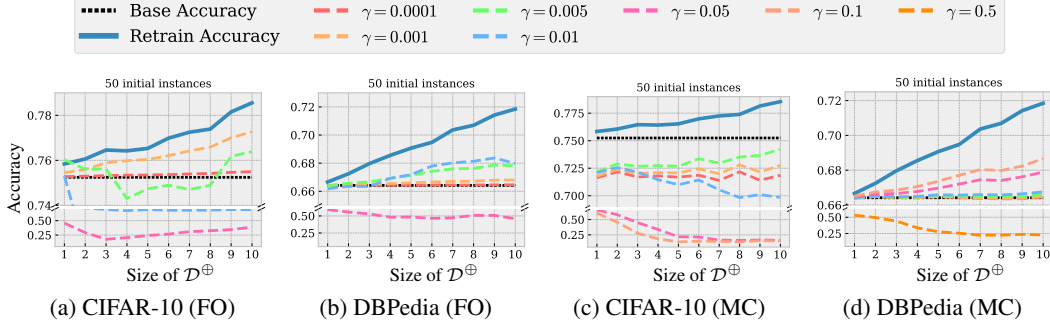 Base Accuracy γ = 0.0001 γ = 0.005 γ = 0.05 γ = 0.1 γ = 0.5
Retrain Accuracy γ = 0.001 γ = 0.01
50 initial instances 50 initial instances 50 initial instances 50 initial instances
Accuracy
0.78
0.76
0.74
0.50
0.25
1 2 3 4 5 6 7 8 9 10
Size of 𝒟⊕
(a) CIFAR-10 (FO)
0.72
0.70
0.68
0.66
0.50
0.25
1 2 3 4 5 6 7 8 9 10
Size of 𝒟⊕
(b) DBPedia (FO)
0.775
0.750
0.725
0.700
0.50
0.25
1 2 3 4 5 6 7 8 9 10
Size of 𝒟⊕
(c) CIFAR-10 (MC)
0.72
0.70
0.68
0.66
0.50
0.25
1 2 3 4 5 6 7 8 9 10
Size of 𝒟⊕
(d) DBPedia (MC)